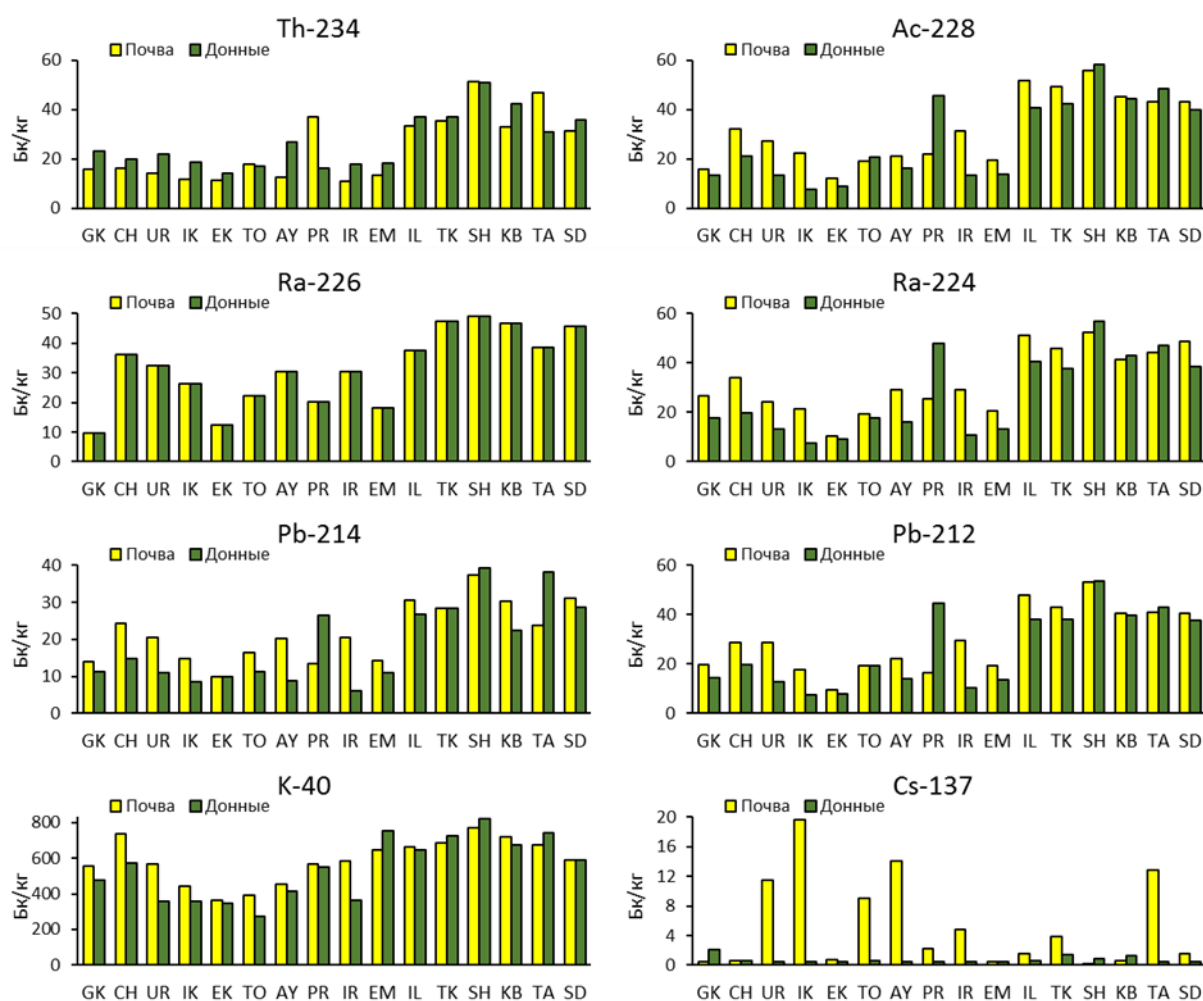 Th-234
Почва Донные
Бк/кг
60
40
20
0
GK CH UR IK EK TO AY PR IR EM IL TK SH KB TA SD
Ac-228
Почва Донные
Бк/кг
60
40
20
0
GK CH UR IK EK TO AY PR IR EM IL TK SH KB TA SD
Ra-226
Почва Донные
Бк/кг
50
40
30
20
10
0
GK CH UR IK EK TO AY PR IR EM IL TK SH KB TA SD
Ra-224
Почва Донные
Бк/кг
60
40
20
0
GK CH UR IK EK TO AY PR IR EM IL TK SH KB TA SD
Pb-214
Почва Донные
Бк/кг
40
30
20
10
0
GK CH UR IK EK TO AY PR IR EM IL TK SH KB TA SD
Pb-212
Почва Донные
Бк/кг
60
40
20
0
GK CH UR IK EK TO AY PR IR EM IL TK SH KB TA SD
K-40
Почва Донные
Бк/кг
800
600
400
200
0
GK CH UR IK EK TO AY PR IR EM IL TK SH KB TA SD
Cs-137
Почва Донные
Бк/кг
20
16
12
8
4
0
GK CH UR IK EK TO AY PR IR EM IL TK SH KB TA SD